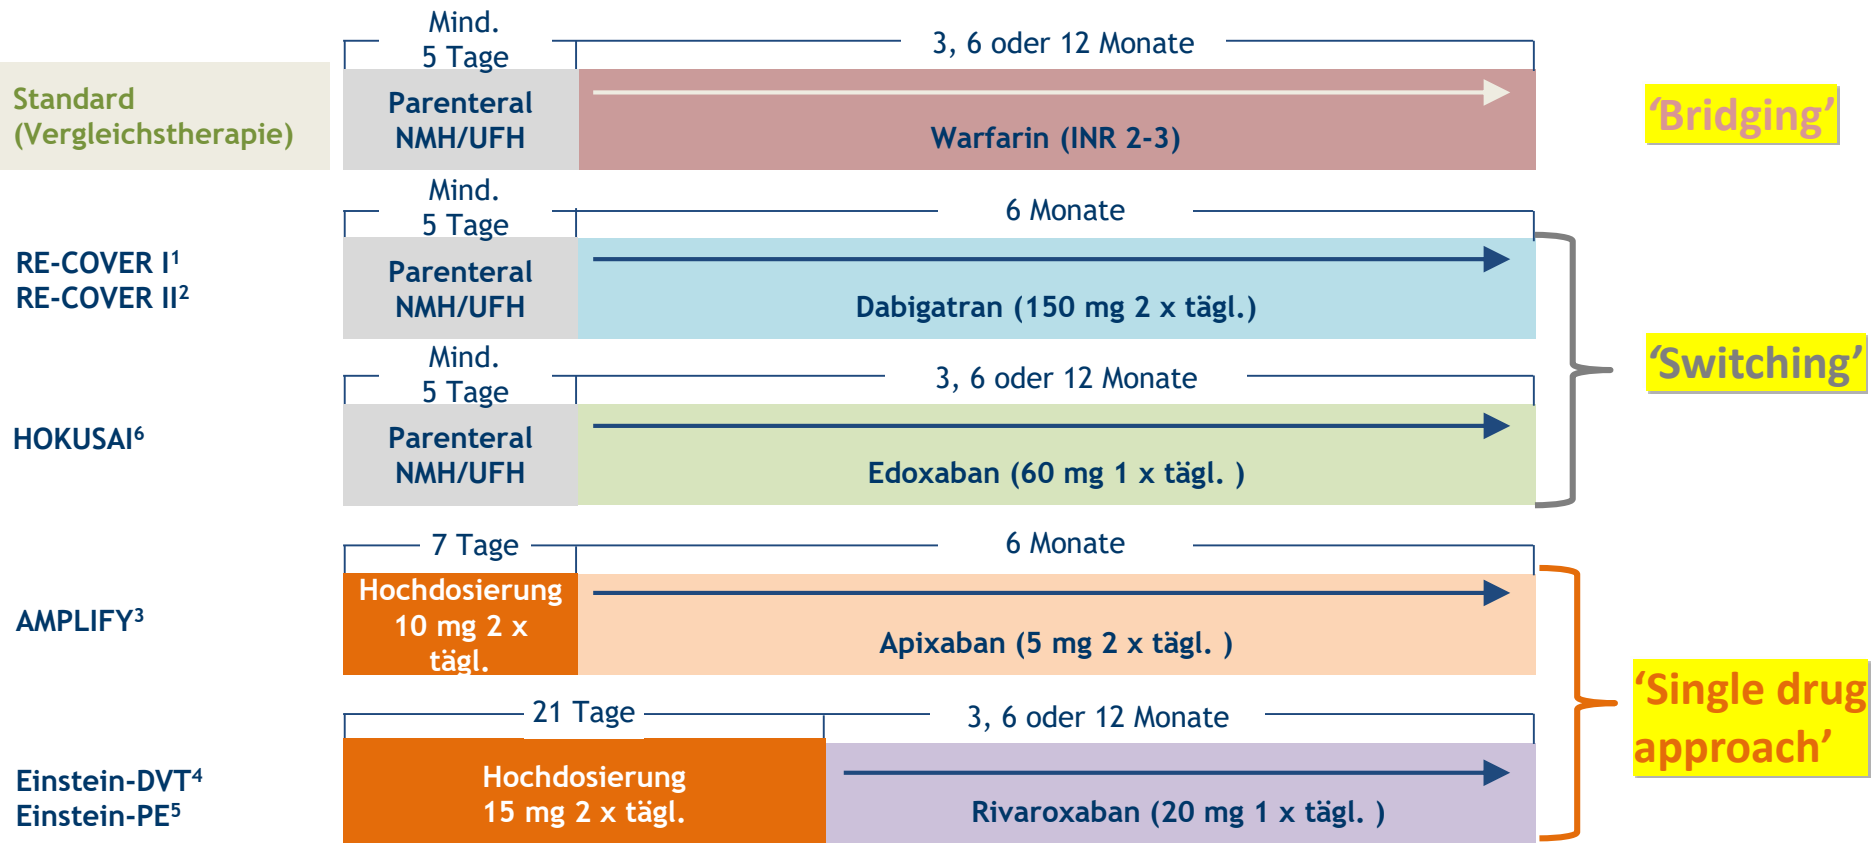 Mind.
5 Tage
3, 6 oder 12 Monate
Standard
(Vergleichstherapie)
Parenteral
NMH/UFH
Warfarin (INR 2-3)
‘Bridging’
Mind.
5 Tage
6 Monate
RE-COVER I¹
RE-COVER II²
Parenteral
NMH/UFH
Dabigatran (150 mg 2 x tägl.)
‘Switching’
Mind.
5 Tage
3, 6 oder 12 Monate
HOKUSAI⁶
Parenteral
NMH/UFH
Edoxaban (60 mg 1 x tägl. )
7 Tage
6 Monate
AMPLIFY³
Hochdosierung
10 mg 2 x
tägl.
Apixaban (5 mg 2 x tägl. )
‘Single drug
approach’
21 Tage
3, 6 oder 12 Monate
Einstein-DVT⁴
Einstein-PE⁵
Hochdosierung
15 mg 2 x tägl.
Rivaroxaban (20 mg 1 x tägl. )